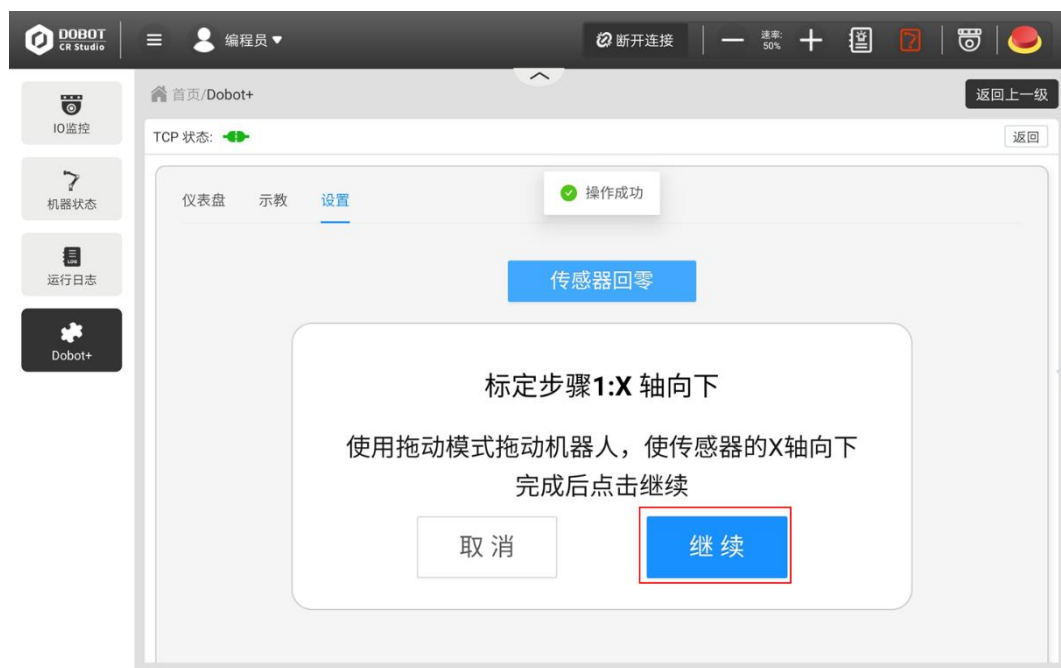 DOBOT
CR Studio
编程员
断开连接
速率:
50%
首页/Dobot+
返回上一级
IO监控
TCP 状态:
返回
机器状态
仪表盘 示教 设置
操作成功
LOG
运行日志
传感器回零
Dobot+
标定步骤1:X 轴向下
使用拖动模式拖动机器人，使传感器的X轴向下
完成后点击继续
取 消
继 续